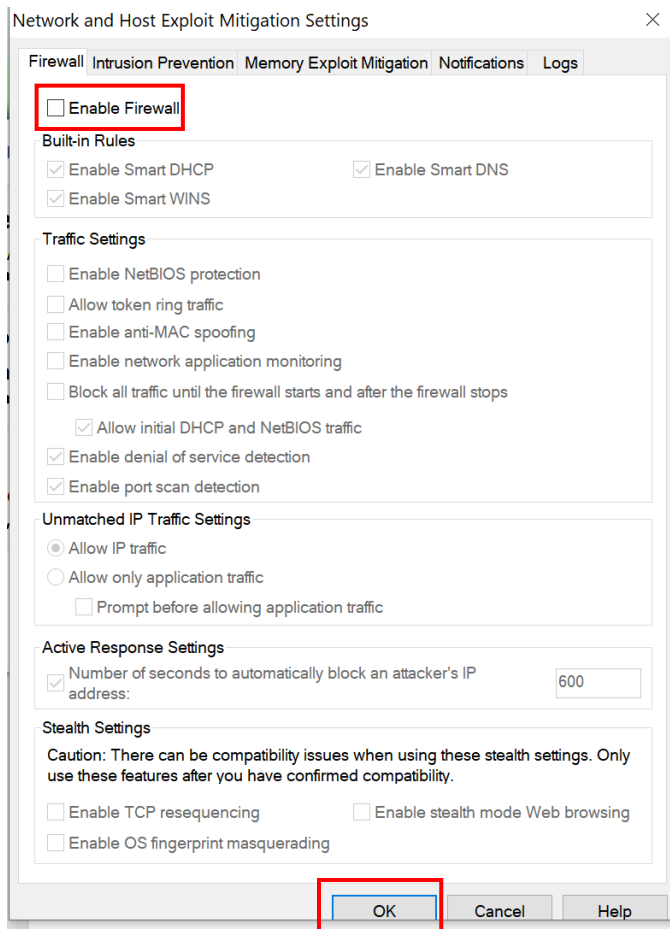 Network and Host Exploit Mitigation Settings
Firewall Intrusion Prevention Memory Exploit Mitigation Notifications Logs
Enable Firewall
Built-in Rules
Enable Smart DHCP Enable Smart DNS
Enable Smart WINS
Traffic Settings
Enable NetBIOS protection
Allow token ring traffic
Enable anti-MAC spoofing
Enable network application monitoring
Block all traffic until the firewall starts and after the firewall stops
Allow initial DHCP and NetBIOS traffic
Enable denial of service detection
Enable port scan detection
Unmatched IP Traffic Settings
Allow IP traffic
Allow only application traffic
Prompt before allowing application traffic
Active Response Settings
Number of seconds to automatically block an attacker's IP
address:
600
Stealth Settings
Caution: There can be compatibility issues when using these stealth settings. Only
use these features after you have confirmed compatibility.
Enable TCP resequencing Enable stealth mode Web browsing
Enable OS fingerprint masquerading
OK Cancel Help